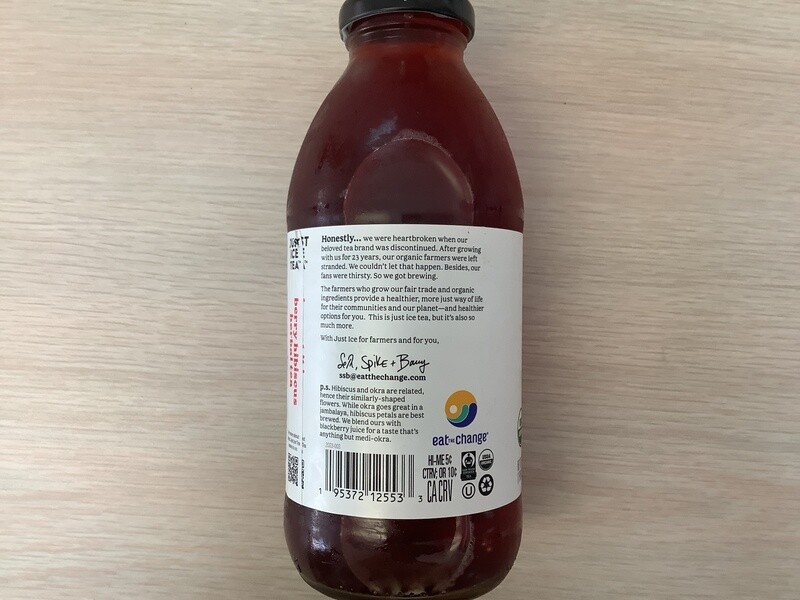 JUST
ICE
TEA
berry hibiscus
herbal tea
Honestly... we were heartbroken when our
beloved tea brand was discontinued. After growing
with us for 23 years, our organic farmers were left
stranded. We couldn't let that happen. Besides, our
fans were thirsty. So we got brewing.
The farmers who grow our fair trade and organic
ingredients provide a healthier, more just way of life
for their communities and our planet—and healthier
options for you. This is just ice tea, but it's also so
much more.
With Just Ice for farmers and for you,
Seth, Spike + Barry
ssb@eatthechange.com
p.s. Hibiscus and okra are related,
hence their similarly-shaped
flowers. While okra goes great in a
jambalaya, hibiscus petals are best
brewed. We blend ours with
blackberry juice for a taste that's
anything but medi-okra.
eat THE change
HI-ME 5¢
CTRV; OR 10¢
CA CRV
USDA
U
1 95372 12553 3